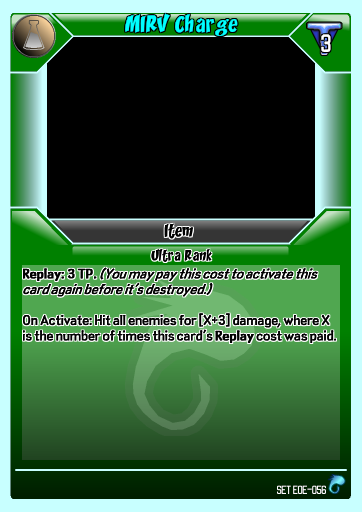 MIRV Charge
3
Item
Ultra Rank
Replay: 3 TP. (You may pay this cost to activate this
card again before it's destroyed.)
On Activate: Hit all enemies for [X+3] damage, where X
is the number of times this card's Replay cost was paid.
SET EOE-056